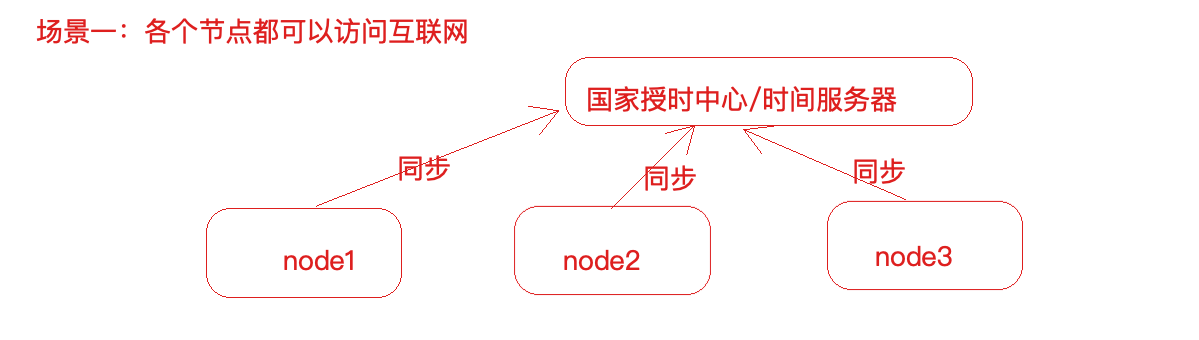 场景一：各个节点都可以访问互联网
国家授时中心/时间服务器
同步
同步
同步
node1
node2
node3